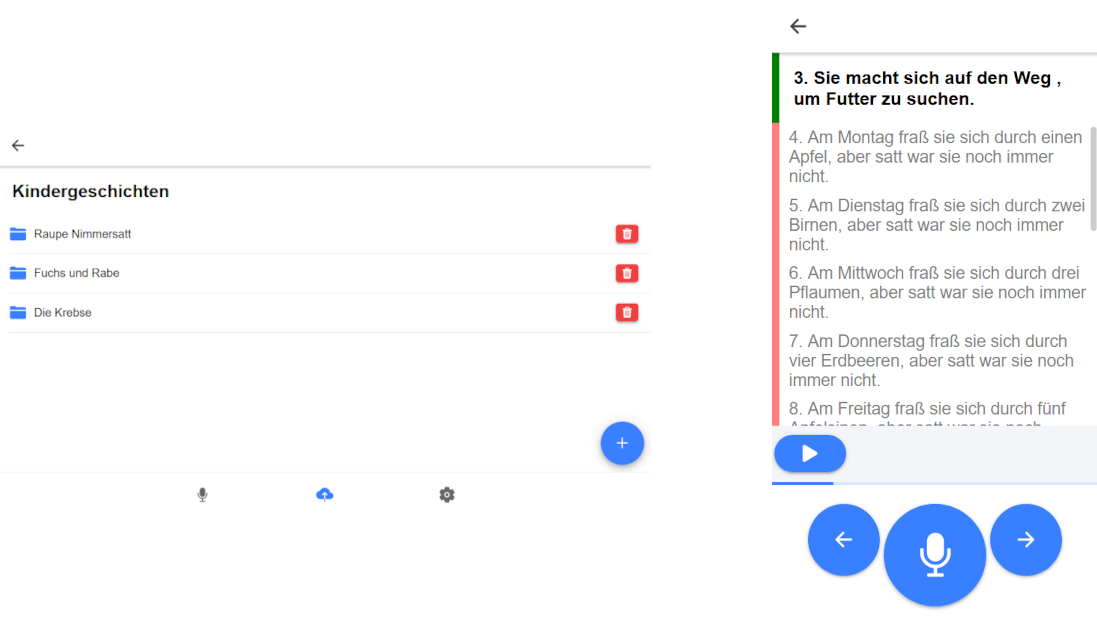 Kindergeschichten
Raupe Nimmersatt
Fuchs und Rabe
Die Krebse
3. Sie macht sich auf den Weg ,
um Futter zu suchen.
4. Am Montag fraß sie sich durch einen
Apfel, aber satt war sie noch immer
nicht.
5. Am Dienstag fraß sie sich durch zwei
Birnen, aber satt war sie noch immer
nicht.
6. Am Mittwoch fraß sie sich durch drei
Pflaumen, aber satt war sie noch immer
nicht.
7. Am Donnerstag fraß sie sich durch
vier Erdbeeren, aber satt war sie noch
immer nicht.
8. Am Freitag fraß sie sich durch fünf